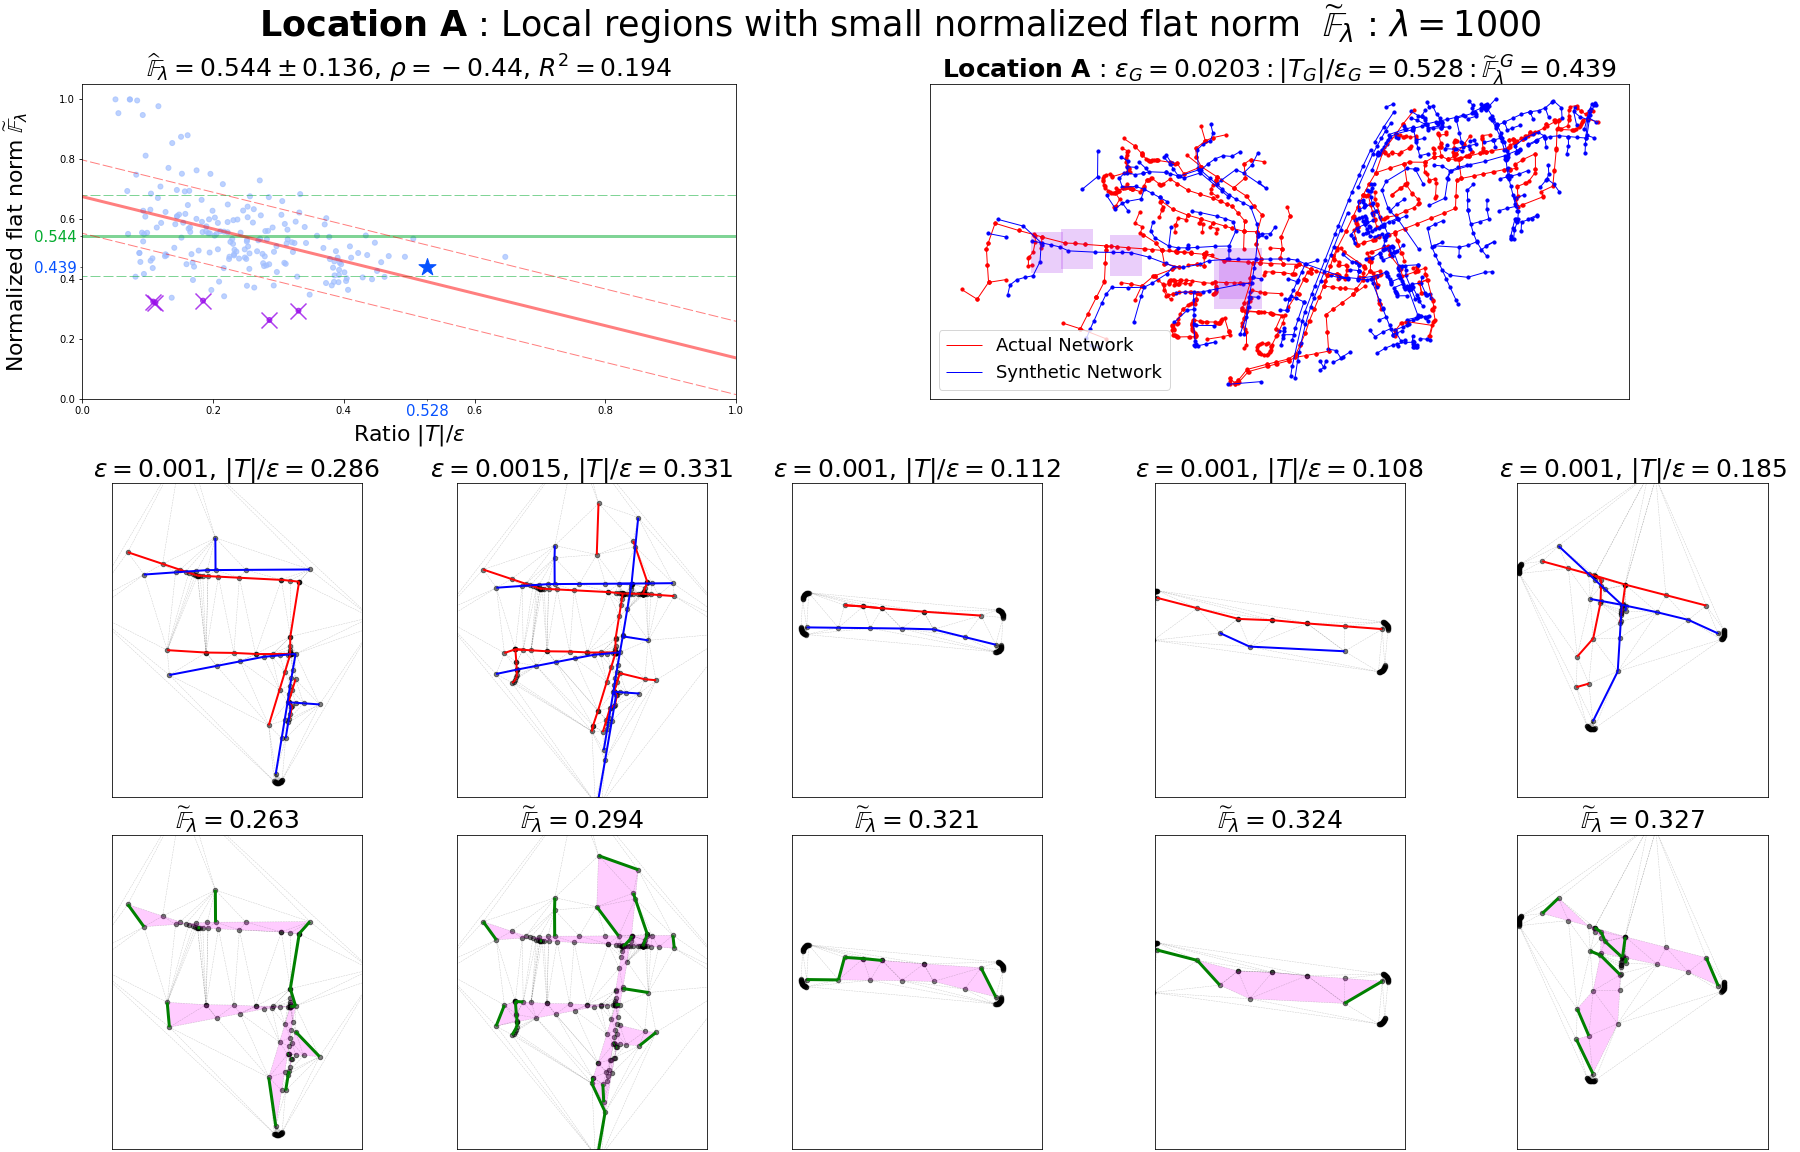 Location A : Local regions with small normalized flat norm 𝔽̃_λ : λ = 1000
𝔽̂_λ = 0.544 ± 0.136, ρ = −0.44, R² = 0.194
Location A : ε_G = 0.0203 : |T_G|/ε_G = 0.528 : 𝔽̃_λ^G = 0.439
Normalized flat norm 𝔽̃_λ
1.0
0.8
0.6
0.544
0.439
0.4
0.2
0.0
0.0 0.2 0.4 0.528 0.6 0.8 1.0
Ratio |T|/ε
Actual Network
Synthetic Network
ε = 0.001, |T|/ε = 0.286
ε = 0.0015, |T|/ε = 0.331
ε = 0.001, |T|/ε = 0.112
ε = 0.001, |T|/ε = 0.108
ε = 0.001, |T|/ε = 0.185
𝔽̃_λ = 0.263
𝔽̃_λ = 0.294
𝔽̃_λ = 0.321
𝔽̃_λ = 0.324
𝔽̃_λ = 0.327